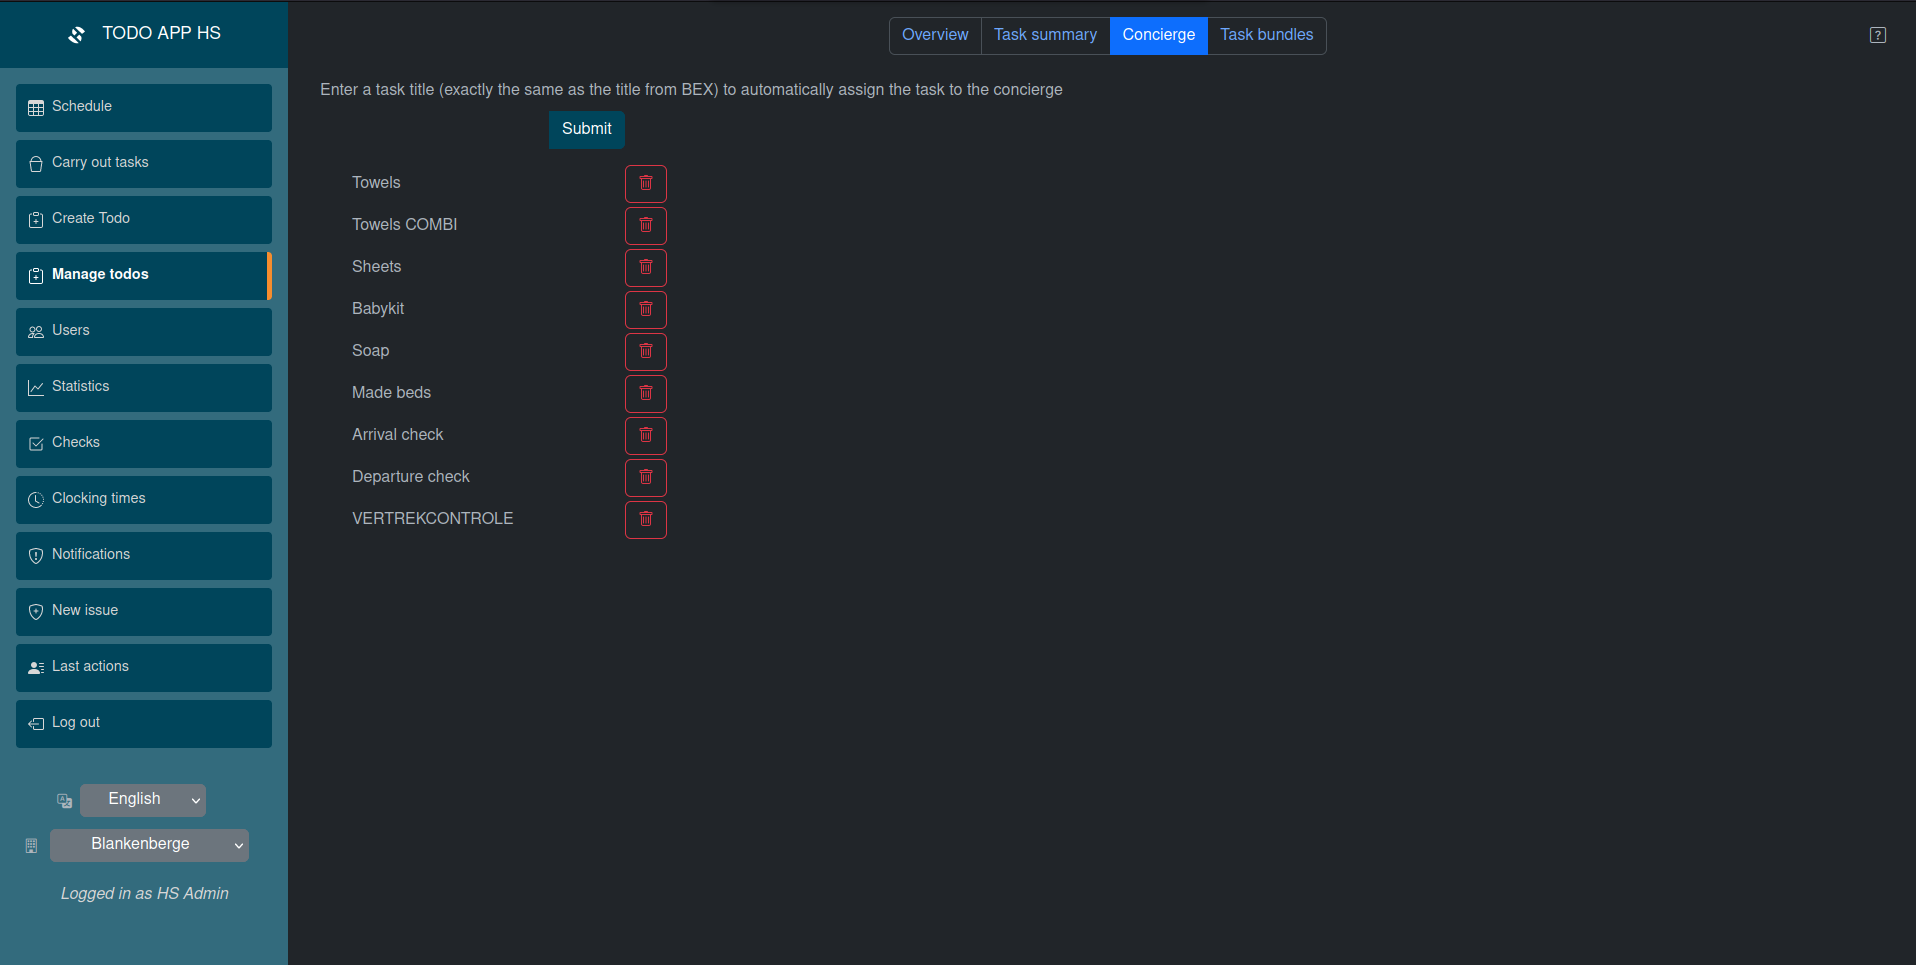 TODO APP HS
Schedule
Carry out tasks
Create Todo
Manage todos
Users
Statistics
Checks
Clocking times
Notifications
New issue
Last actions
Log out
English
Blankenberge
Logged in as HS Admin
Overview Task summary Concierge Task bundles
?
Enter a task title (exactly the same as the title from BEX) to automatically assign the task to the concierge
Submit
Towels
Towels COMBI
Sheets
Babykit
Soap
Made beds
Arrival check
Departure check
VERTREKCONTROLE